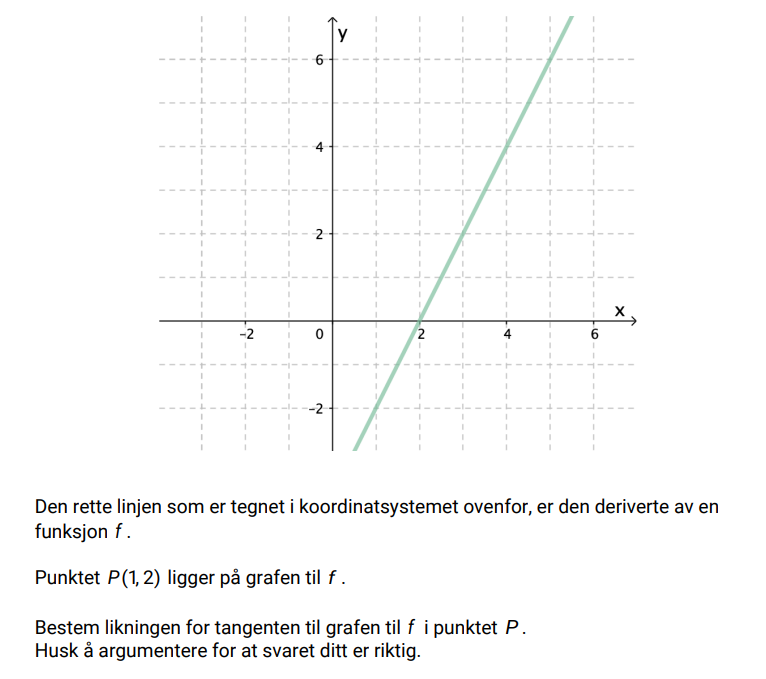 y
6
4
2
x
-2
0
2
4
6
-2
Den rette linjen som er tegnet i koordinatsystemet ovenfor, er den deriverte av en
funksjon f .
Punktet P(1, 2) ligger på grafen til f .
Bestem likningen for tangenten til grafen til f i punktet P.
Husk å argumentere for at svaret ditt er riktig.